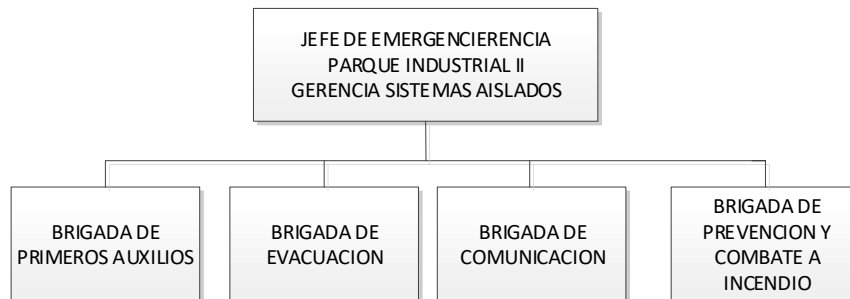 JEFE DE EMERGENCIERENCIA
PARQUE INDUSTRIAL II
GERENCIA SISTEMAS AISLADOS
BRIGADA DE
PRIMEROS AUXILIOS
BRIGADA DE
EVACUACION
BRIGADA DE
COMUNICACION
BRIGADA DE
PREVENCION Y
COMBATE A
INCENDIO